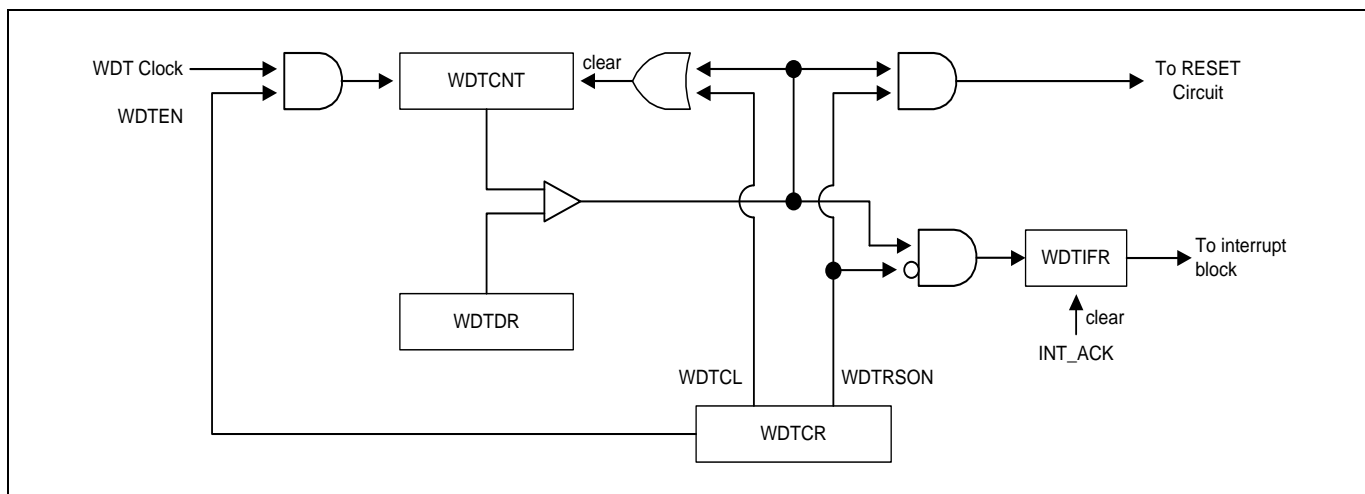 WDT Clock
WDTEN
WDTCNT
clear
To RESET
Circuit
WDTDR
WDTIFR
To interrupt
block
clear
INT_ACK
WDTCL
WDTRSON
WDTCR